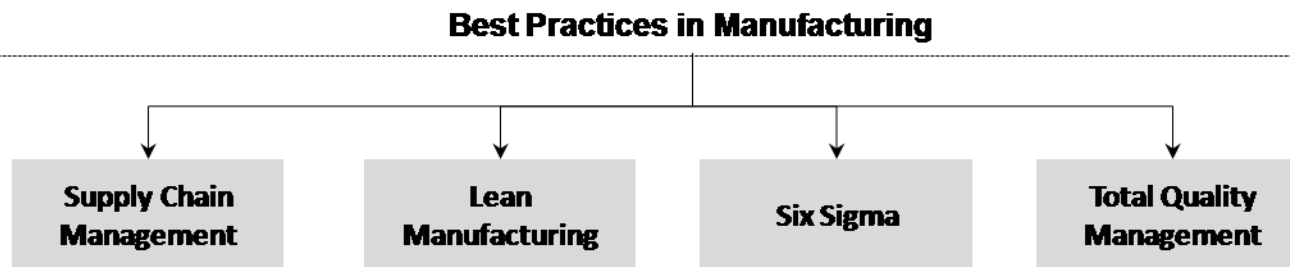 Best Practices in Manufacturing
Supply Chain
Management
Lean
Manufacturing
Six Sigma
Total Quality
Management